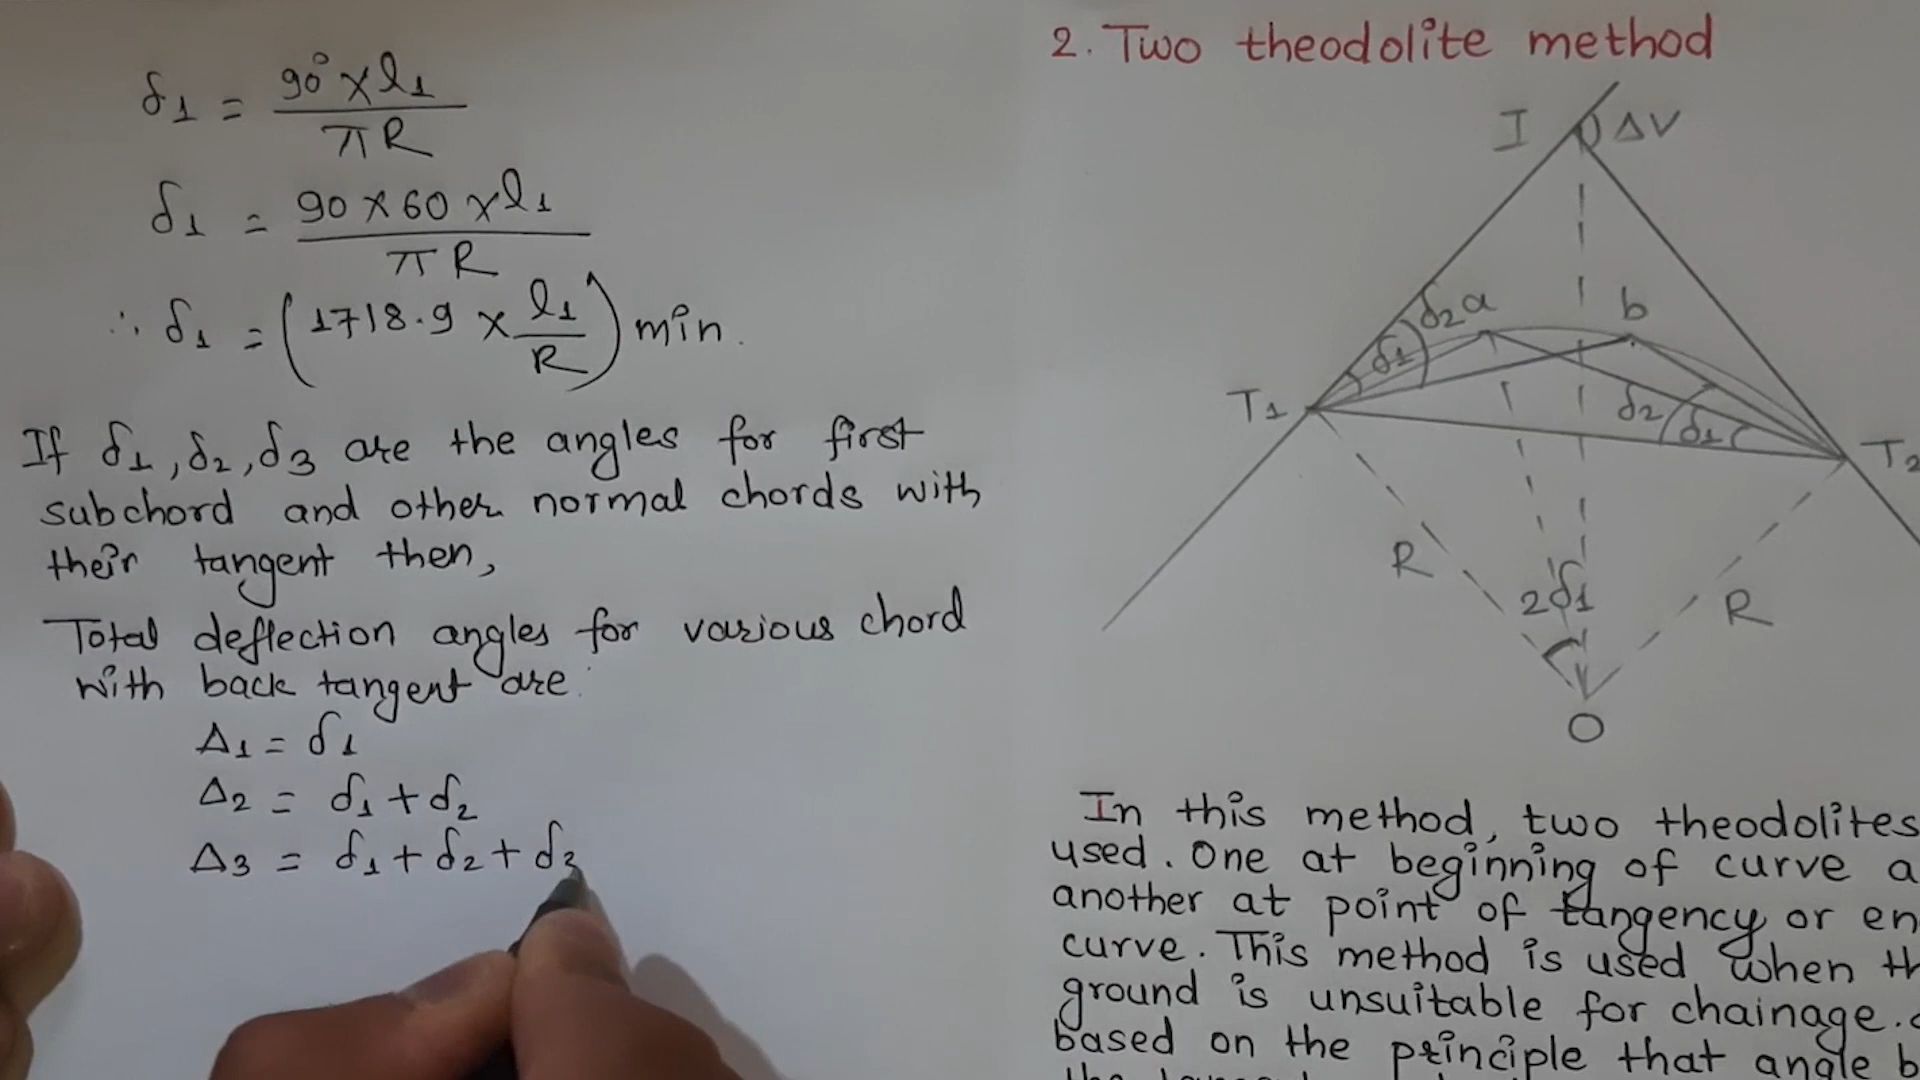 δ1 = 90° × l1 / πR
δ1 = 90 × 60 × l1 / πR
∴ δ1 = (1718.9 × l1 / R) min.
If δ1, δ2, δ3 are the angles for first
subchord and other normal chords with
their tangent then,
Total deflection angles for various chord
with back tangent are
Δ1 = δ1
Δ2 = δ1 + δ2
Δ3 = δ1 + δ2 + δ3
2. Two theodolite method
I
ΔV
δ2
a
b
δ1
T1
δ2
δ1
T2
R
2δ1
R
O
In this method, two theodolites
used. One at beginning of curve a
another at point of tangency or en
curve. This method is used when th
ground is unsuitable for chainage.
based on the principle that angle b